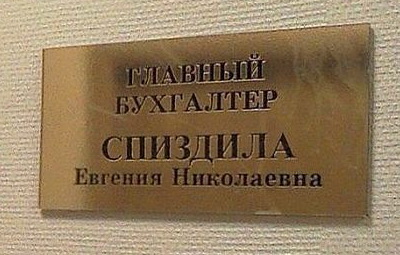 ГЛАВНЫЙ
БУХГАЛТЕР
СПИЗДИЛА
Евгения Николаевна